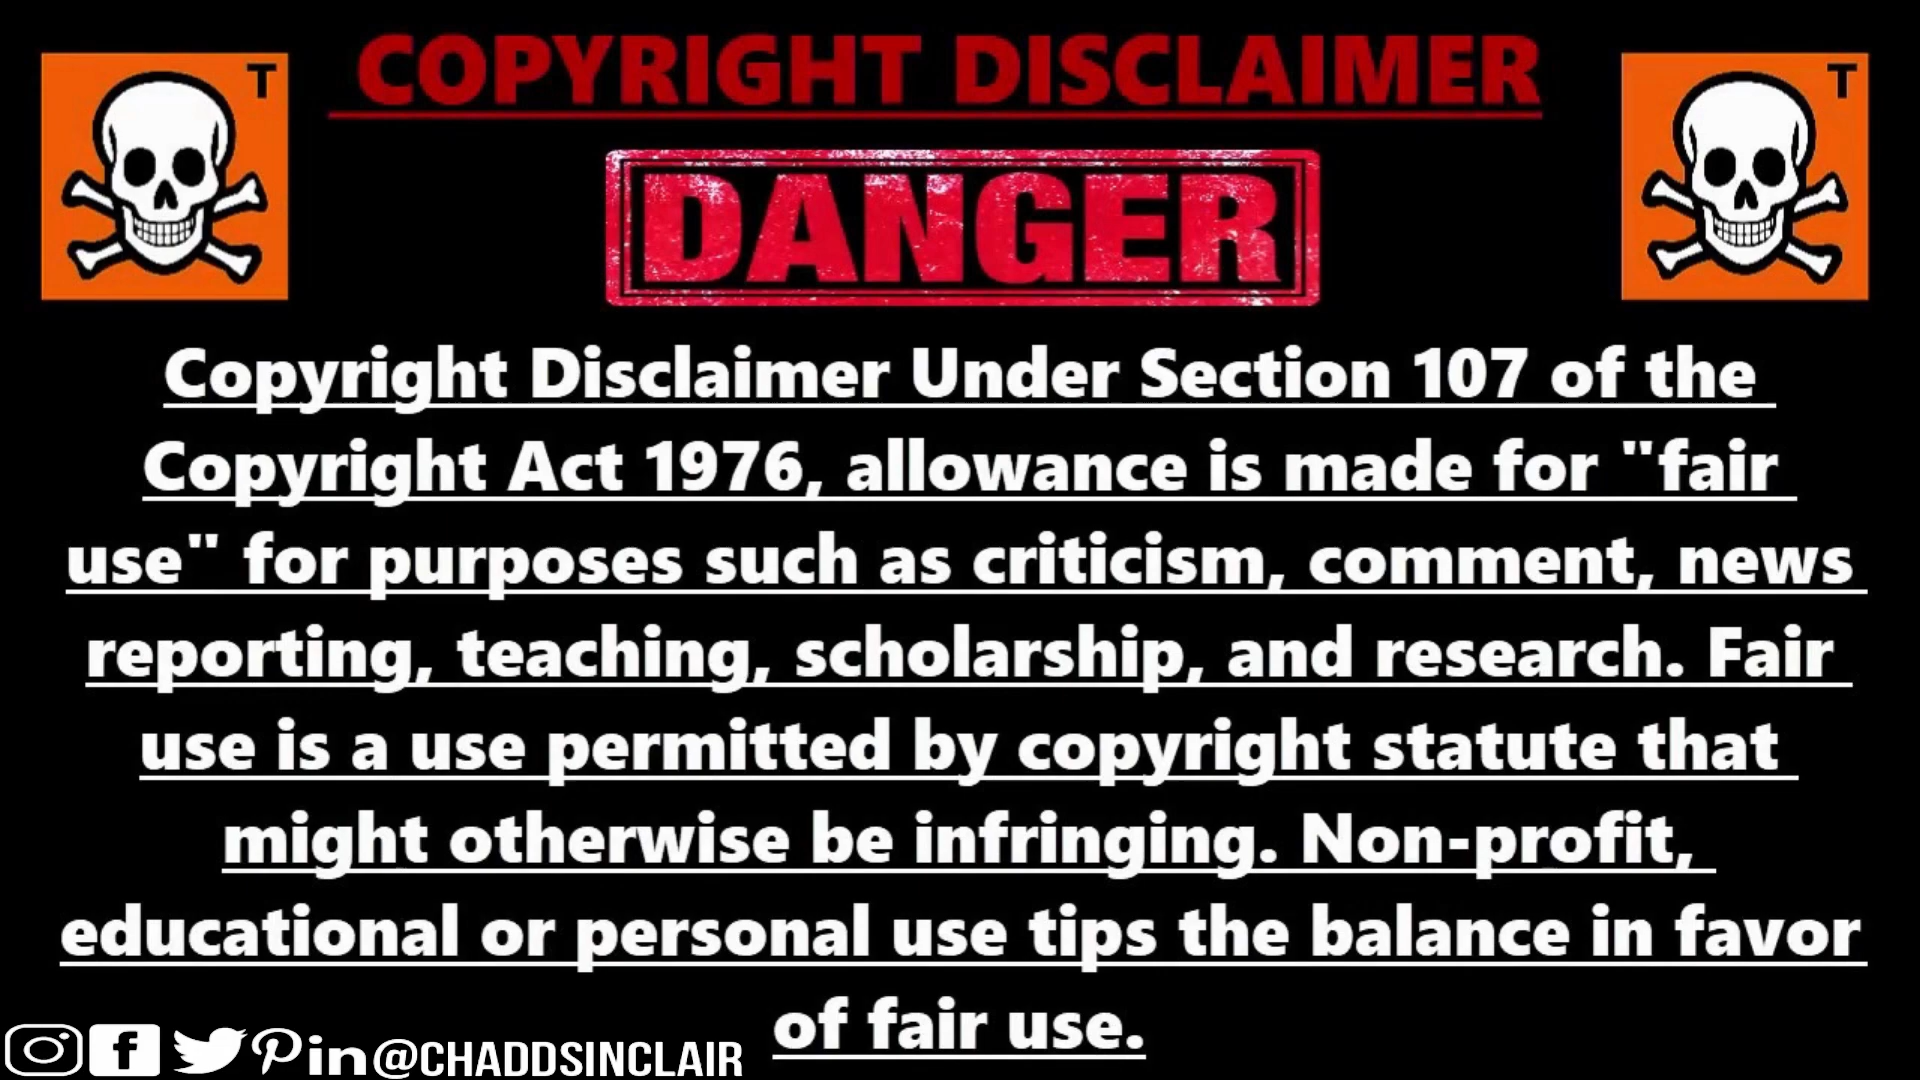 COPYRIGHT DISCLAIMER
T
T
DANGER
Copyright Disclaimer Under Section 107 of the
Copyright Act 1976, allowance is made for "fair
use" for purposes such as criticism, comment, news
reporting, teaching, scholarship, and research. Fair
use is a use permitted by copyright statute that
might otherwise be infringing. Non-profit,
educational or personal use tips the balance in favor
of fair use.
in@CHADDSINCLAIR